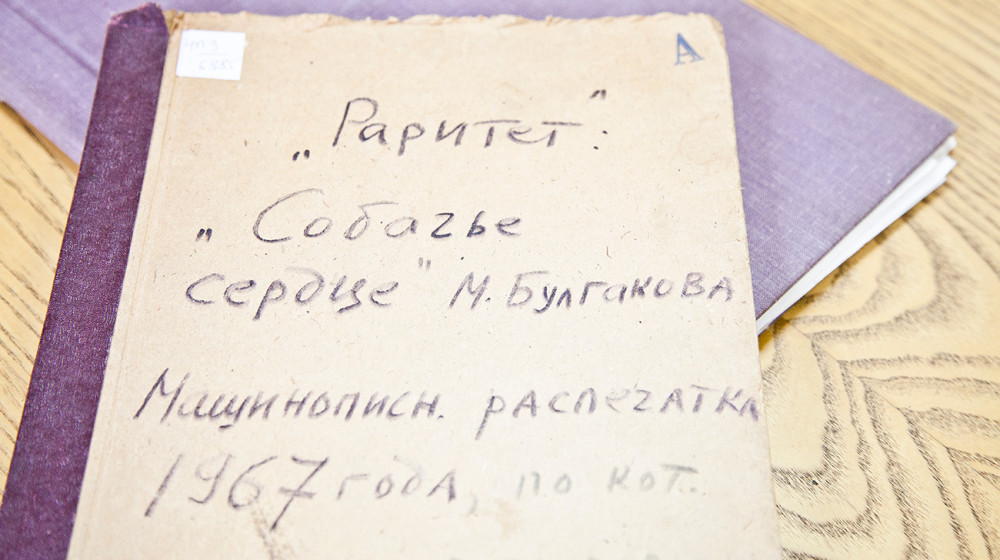 А
„Раритет":
„Собачье
сердце" М. Булгакова.
Машинописн. распечатка
1967 года, по кот.